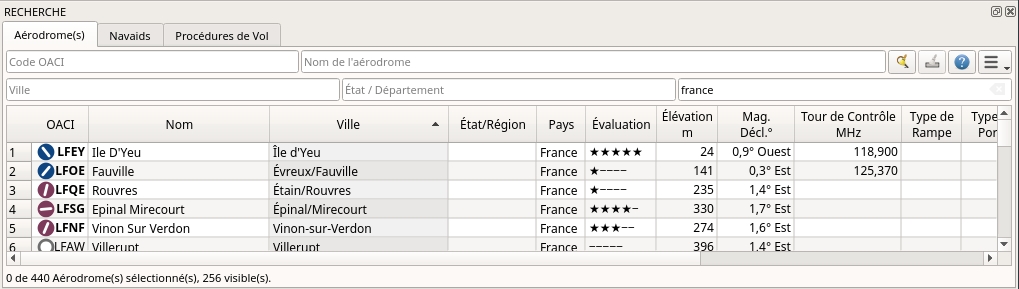 RECHERCHE
Aérodrome(s) Navaids Procédures de Vol
Code OACI Nom de l'aérodrome
Ville État / Département france
OACI Nom Ville État/Région Pays Évaluation Élévation m Mag. Décl.° Tour de Contrôle MHz Type de Rampe Type Por
1 LFEY Ile D'Yeu Île d'Yeu France ★★★★★ 24 0,9° Ouest 118,900
2 LFOE Fauville Évreux/Fauville France ★−−−− 141 0,3° Est 125,370
3 LFQE Rouvres Étain/Rouvres France ★−−−− 235 1,4° Est
4 LFSG Epinal Mirecourt Épinal/Mirecourt France ★★★★− 330 1,7° Est
5 LFNF Vinon Sur Verdon Vinon-sur-Verdon France ★★★−− 274 1,6° Est
6 LFAW Villerupt Villerupt France −−−−− 396 1,4° Est
0 de 440 Aérodrome(s) sélectionné(s), 256 visible(s).